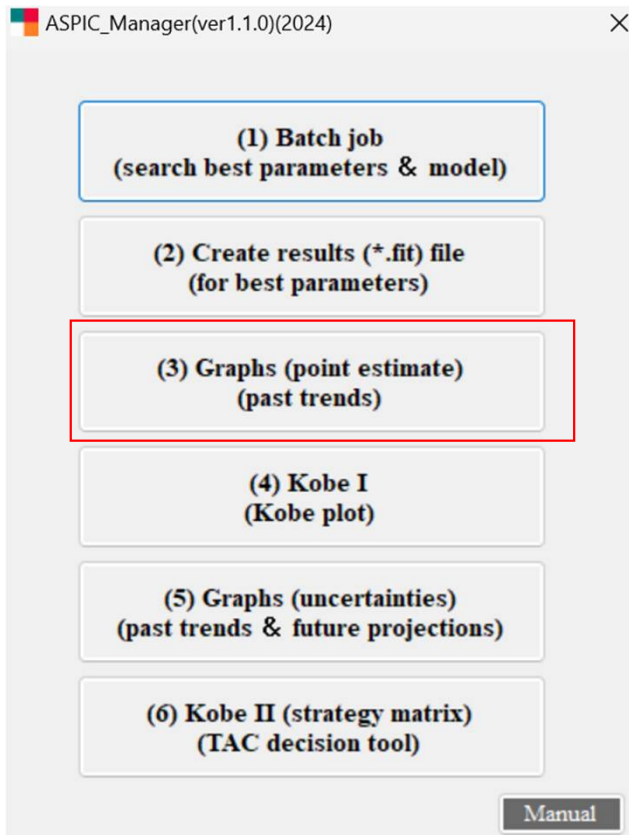 ASPIC_Manager(ver1.1.0)(2024)
(1) Batch job
(search best parameters & model)
(2) Create results (*.fit) file
(for best parameters)
(3) Graphs (point estimate)
(past trends)
(4) Kobe I
(Kobe plot)
(5) Graphs (uncertainties)
(past trends & future projections)
(6) Kobe II (strategy matrix)
(TAC decision tool)
Manual